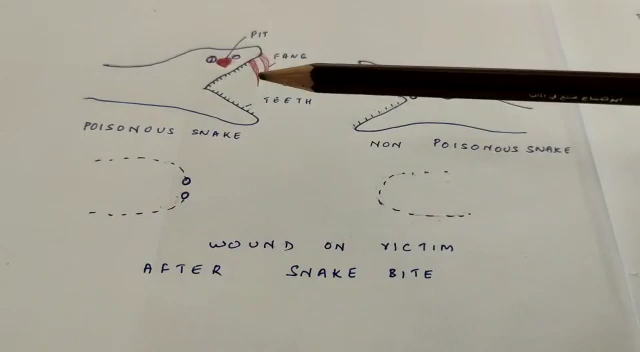 PIT
FANG
TEETH
POISONOUS SNAKE
NON POISONOUS SNAKE
WOUND ON VICTIM
AFTER SNAKE BITE